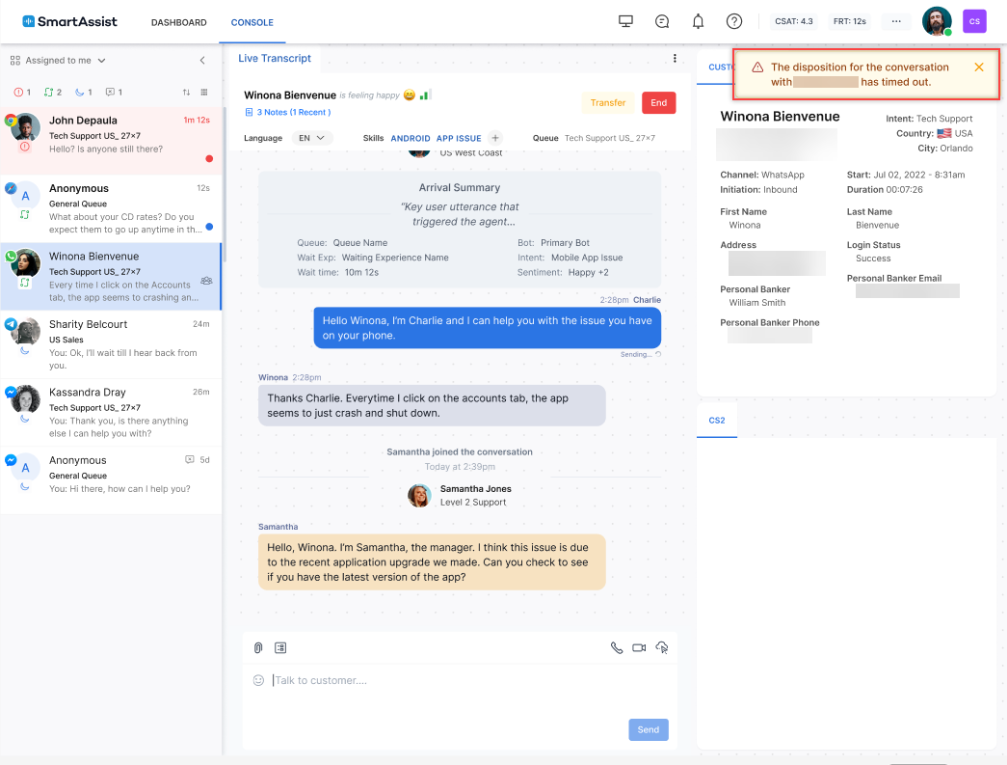 SmartAssist
DASHBOARD
CONSOLE
CSAT: 4.3
FRT: 12s
...
CS
Assigned to me
1
2
1
1
John Depaula
1m 12s
Tech Support US_ 27×7
Hello? Is anyone still there?
A
Anonymous
12s
General Queue
What about your CD rates? Do you
expect them to go up anytime in th...
Winona Bienvenue
Tech Support US_ 27×7
Every time I click on the Accounts
tab, the app seems to crashing an...
Sharity Belcourt
24m
US Sales
You: Ok, I'll wait till I hear back from
you.
Kassandra Dray
26m
Tech Support US_ 27×7
You: Thank you, is there anything
else I can help you with?
A
Anonymous
5d
General Queue
You: Hi there, how can I help you?
Live Transcript
Winona Bienvenue is feeling happy
3 Notes (1 Recent )
Transfer
End
Language
EN
Skills
ANDROID
APP ISSUE
+
Queue
Tech Support US_ 27×7
US West Coast
Arrival Summary
"Key user utterance that
triggered the agent...
Queue: Queue Name
Bot: Primary Bot
Wait Exp: Waiting Experience Name
Intent: Mobile App Issue
Wait time: 10m 12s
Sentiment: Happy +2
2:28pm Charlie
Hello Winona, I'm Charlie and I can help you with the issue you have
on your phone.
Sending...
Winona 2:28pm
Thanks Charlie. Everytime I click on the accounts tab, the app
seems to just crash and shut down.
Samantha joined the conversation
Today at 2:39pm
Samantha Jones
Level 2 Support
Samantha
Hello, Winona. I'm Samantha, the manager. I think this issue is due
to the recent application upgrade we made. Can you check to see
if you have the latest version of the app?
Talk to customer....
Send
CUSTO
The disposition for the conversation
with has timed out.
Winona Bienvenue
Intent: Tech Support
Country: USA
City: Orlando
Channel: WhatsApp
Start: Jul 02, 2022 - 8:31am
Initiation: Inbound
Duration 00:07:26
First Name
Last Name
Winona
Bienvenue
Address
Login Status
Success
Personal Banker Email
Personal Banker
William Smith
Personal Banker Phone
CS2